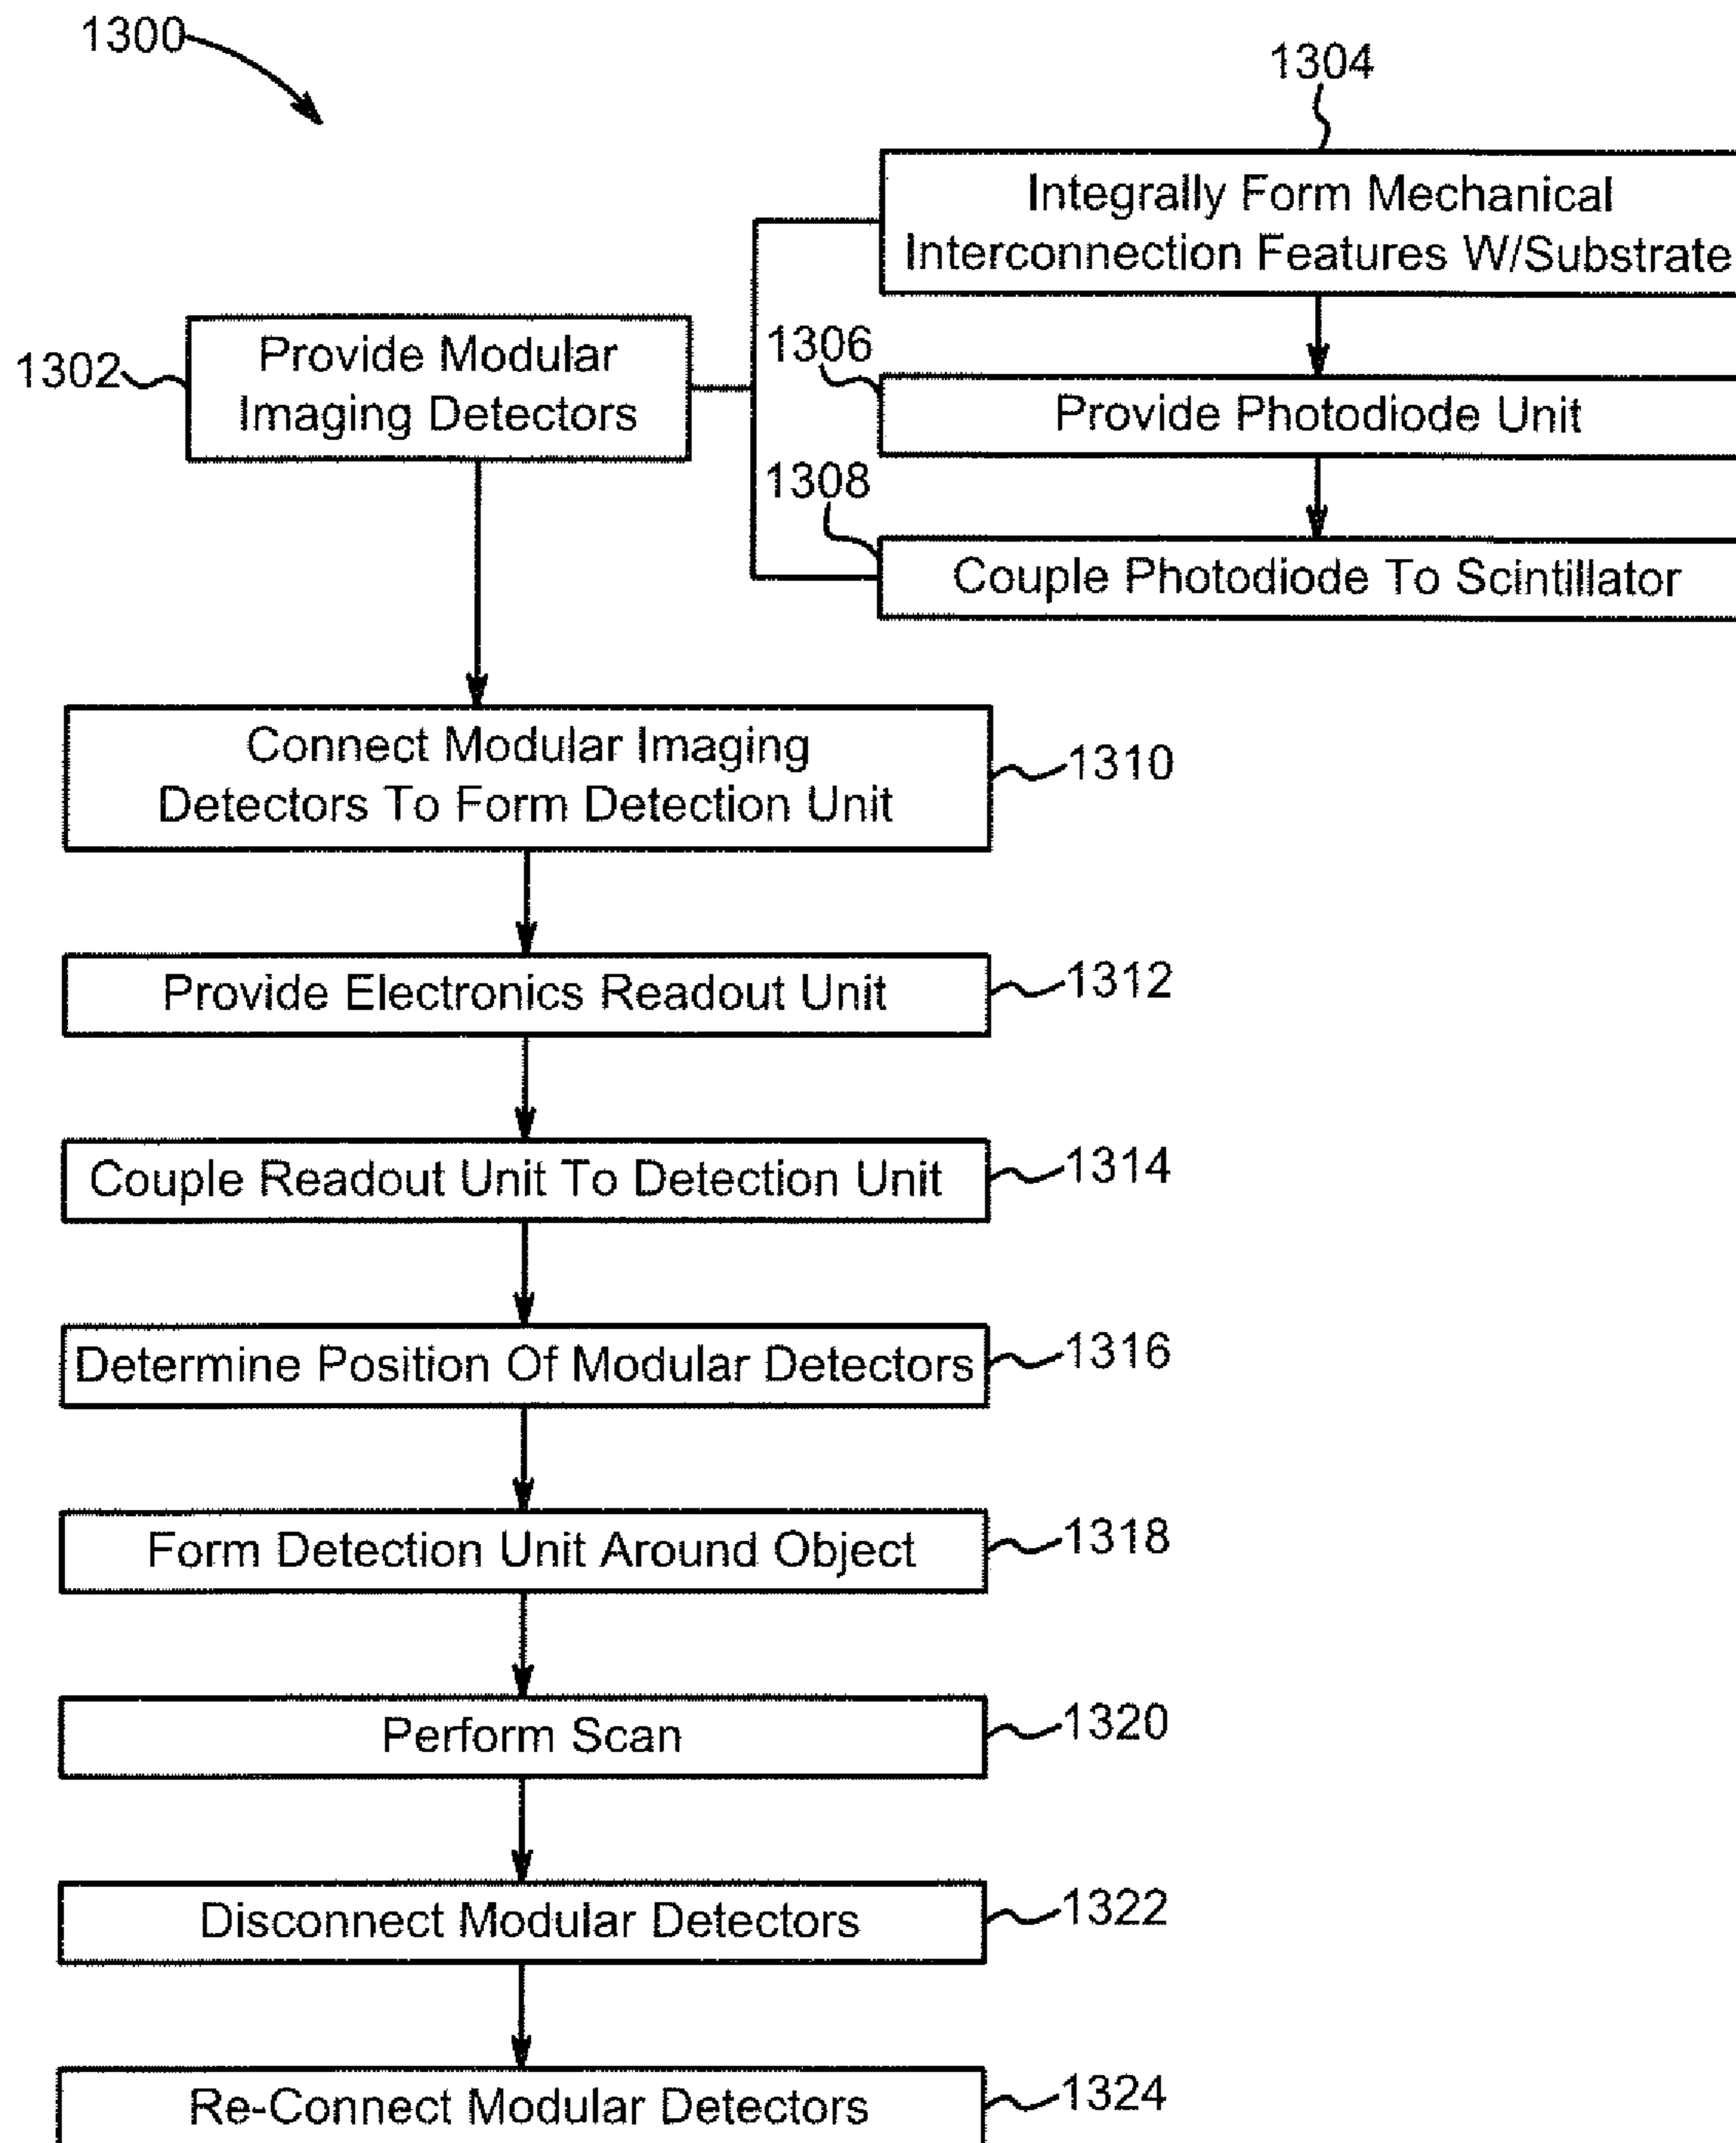 1300
1304
Integrally Form Mechanical
Interconnection Features W/Substrate
1302
Provide Modular
Imaging Detectors
1306
Provide Photodiode Unit
1308
Couple Photodiode To Scintillator
Connect Modular Imaging
Detectors To Form Detection Unit
1310
Provide Electronics Readout Unit
1312
Couple Readout Unit To Detection Unit
1314
Determine Position Of Modular Detectors
1316
Form Detection Unit Around Object
1318
Perform Scan
1320
Disconnect Modular Detectors
1322
Re-Connect Modular Detectors
1324